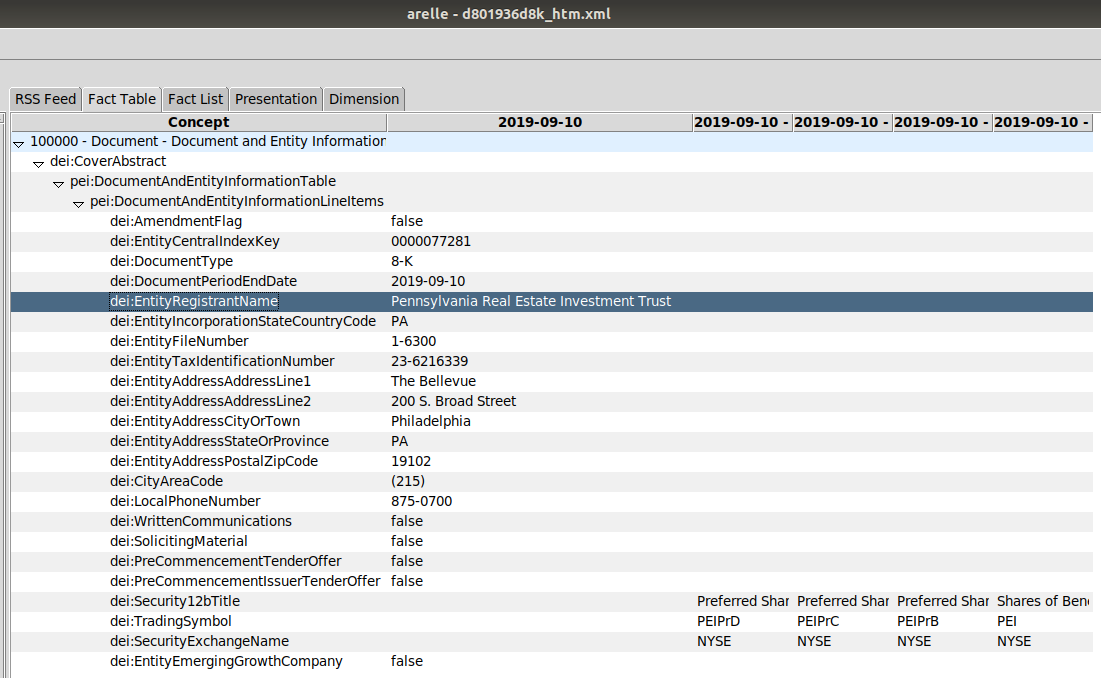 arelle - d801936d8k_htm.xml
RSS Feed Fact Table Fact List Presentation Dimension
Concept 2019-09-10 2019-09-10 - 2019-09-10 - 2019-09-10 - 2019-09-10 -
100000 - Document - Document and Entity Information
dei:CoverAbstract
pei:DocumentAndEntityInformationTable
pei:DocumentAndEntityInformationLineItems
dei:AmendmentFlag false
dei:EntityCentralIndexKey 0000077281
dei:DocumentType 8-K
dei:DocumentPeriodEndDate 2019-09-10
dei:EntityRegistrantName Pennsylvania Real Estate Investment Trust
dei:EntityIncorporationStateCountryCode PA
dei:EntityFileNumber 1-6300
dei:EntityTaxIdentificationNumber 23-6216339
dei:EntityAddressAddressLine1 The Bellevue
dei:EntityAddressAddressLine2 200 S. Broad Street
dei:EntityAddressCityOrTown Philadelphia
dei:EntityAddressStateOrProvince PA
dei:EntityAddressPostalZipCode 19102
dei:CityAreaCode (215)
dei:LocalPhoneNumber 875-0700
dei:WrittenCommunications false
dei:SolicitingMaterial false
dei:PreCommencementTenderOffer false
dei:PreCommencementIssuerTenderOffer false
dei:Security12bTitle Preferred Shar Preferred Shar Preferred Shar Shares of Ben
dei:TradingSymbol PEIPrD PEIPrC PEIPrB PEI
dei:SecurityExchangeName NYSE NYSE NYSE NYSE
dei:EntityEmergingGrowthCompany false